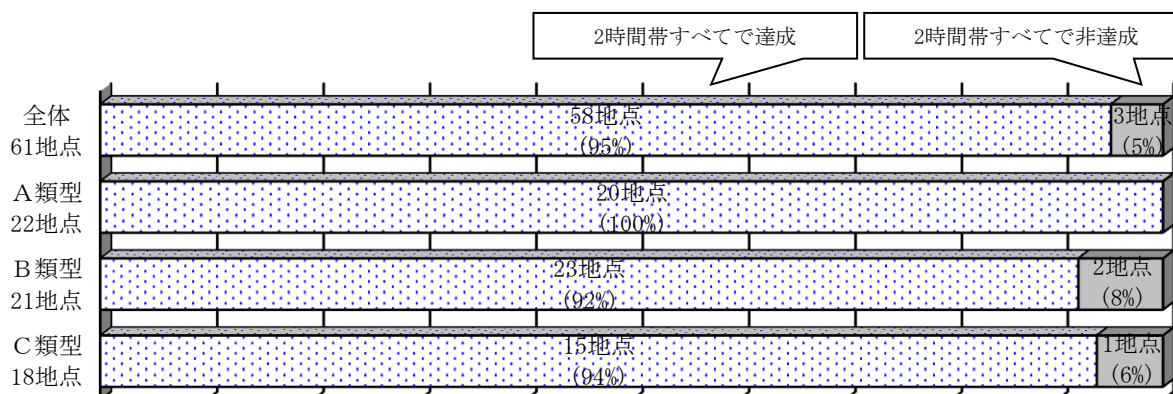 2時間帯すべてで達成
2時間帯すべてで非達成
全体
61地点
58地点
(95%)
3地点
(5%)
A類型
22地点
20地点
(100%)
B類型
21地点
23地点
(92%)
2地点
(8%)
C類型
18地点
15地点
(94%)
1地点
(6%)